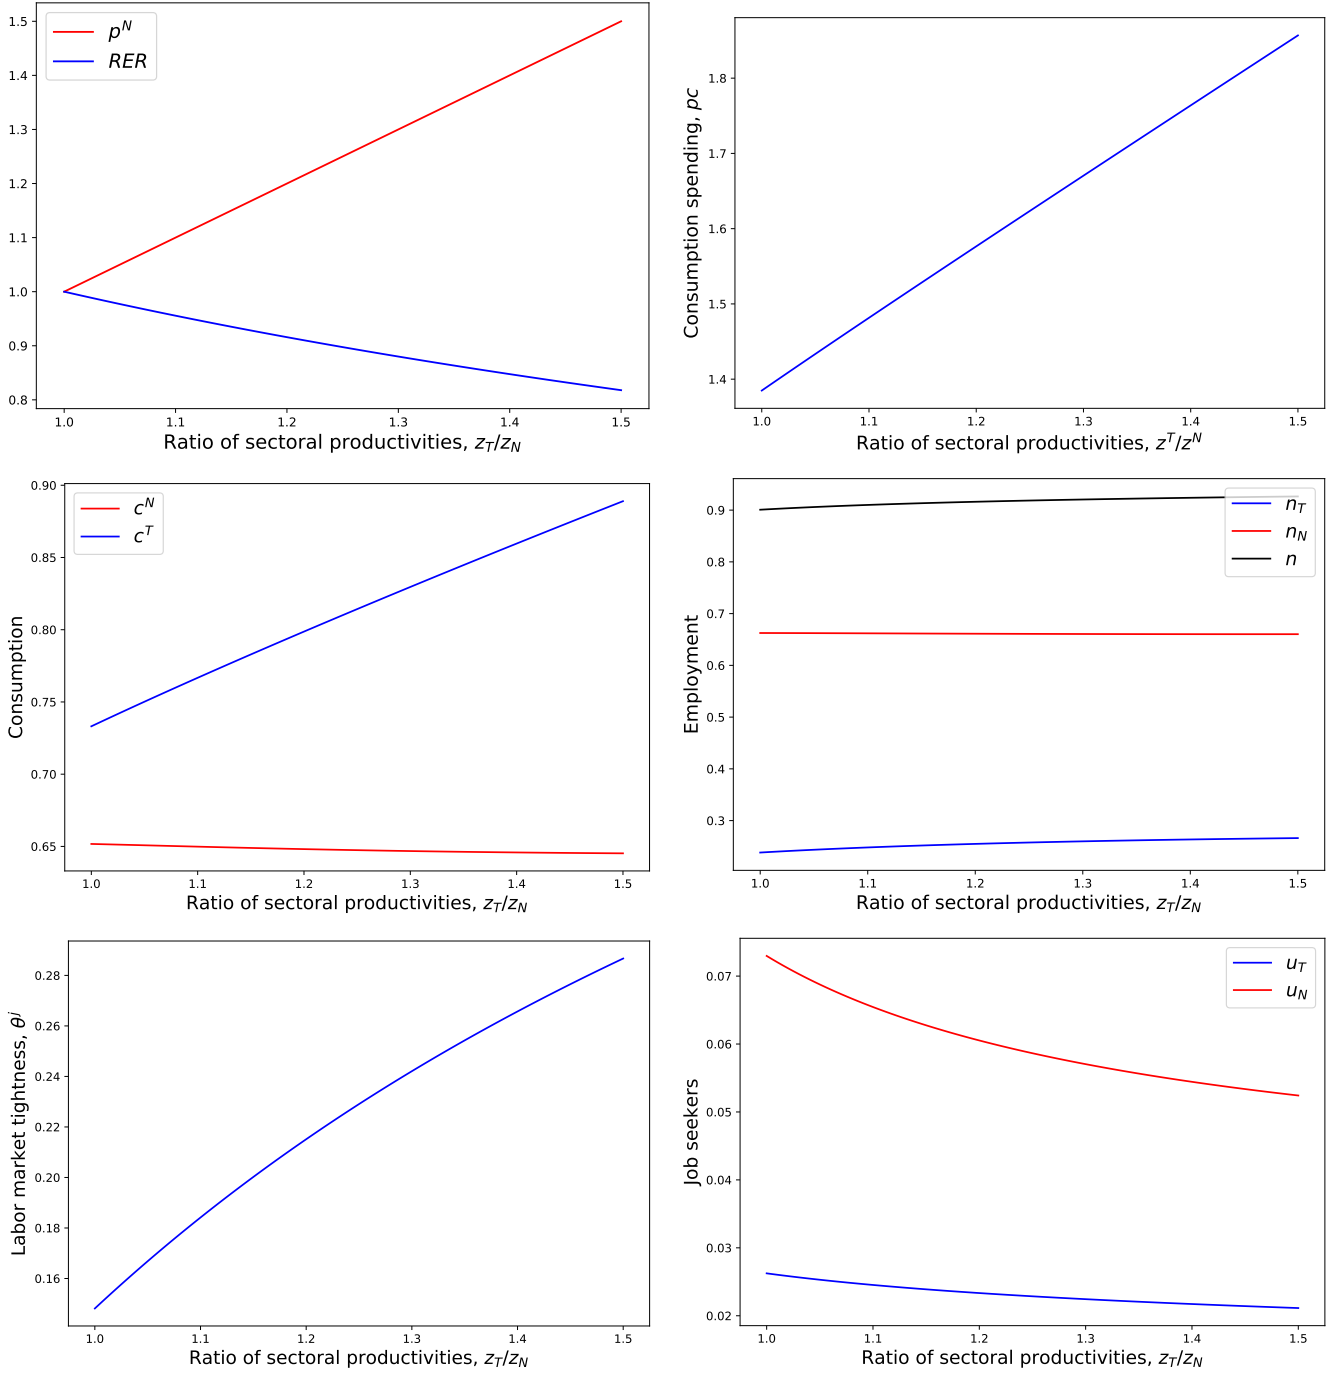 1.5
1.4
1.3
1.2
1.1
1.0
0.9
0.8
p^N
RER
1.0 1.1 1.2 1.3 1.4 1.5
Ratio of sectoral productivities, z_T/z_N
Consumption spending, pc
1.8
1.7
1.6
1.5
1.4
1.0 1.1 1.2 1.3 1.4 1.5
Ratio of sectoral productivities, z^T/z^N
Consumption
0.90
0.85
0.80
0.75
0.70
0.65
c^N
c^T
1.0 1.1 1.2 1.3 1.4 1.5
Ratio of sectoral productivities, z_T/z_N
Employment
0.9
0.8
0.7
0.6
0.5
0.4
0.3
n_T
n_N
n
1.0 1.1 1.2 1.3 1.4 1.5
Ratio of sectoral productivities, z_T/z_N
Labor market tightness, θ^j
0.28
0.26
0.24
0.22
0.20
0.18
0.16
1.0 1.1 1.2 1.3 1.4 1.5
Ratio of sectoral productivities, z_T/z_N
Job seekers
0.07
0.06
0.05
0.04
0.03
0.02
u_T
u_N
1.0 1.1 1.2 1.3 1.4 1.5
Ratio of sectoral productivities, z_T/z_N